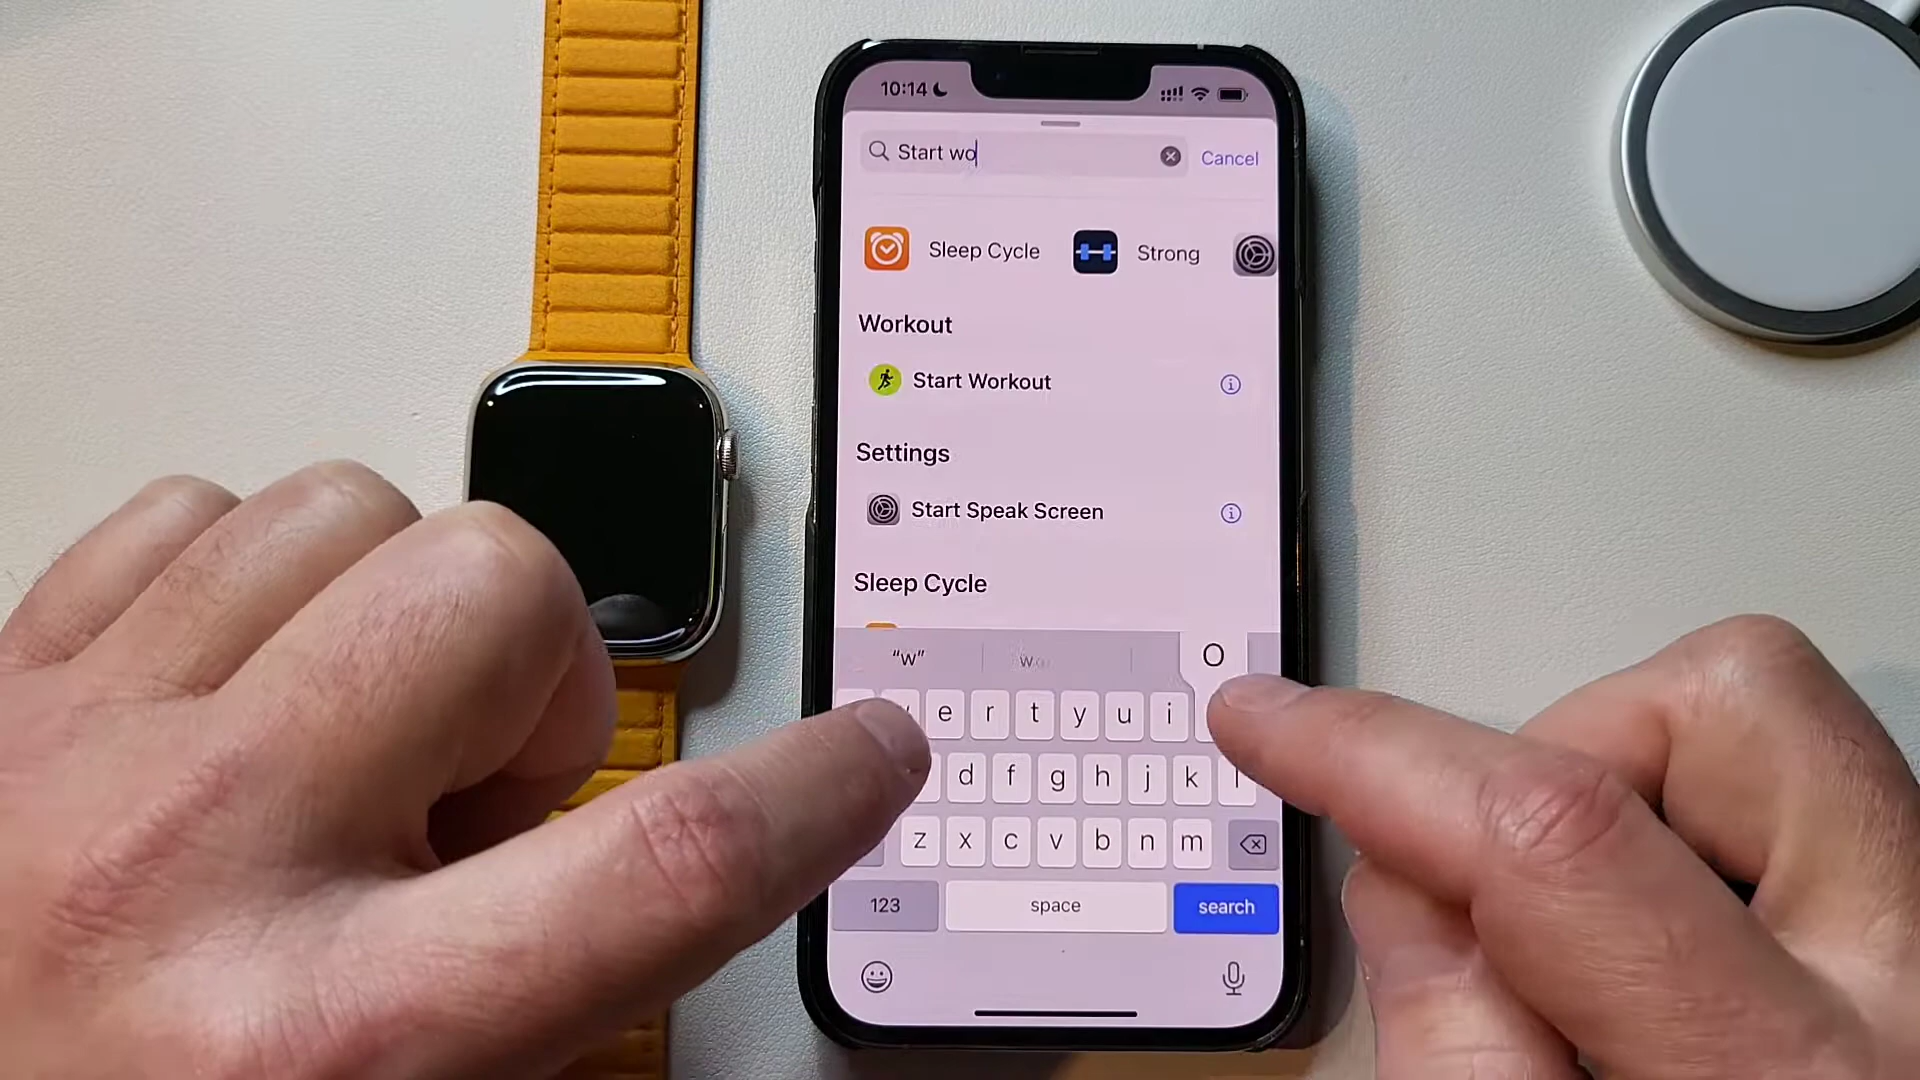 10:14
Start wo
Cancel
Sleep Cycle
Strong
Workout
Start Workout
Settings
Start Speak Screen
Sleep Cycle
“w”
O
e r t y u i
d f g h j k l
z x c v b n m
123
space
search